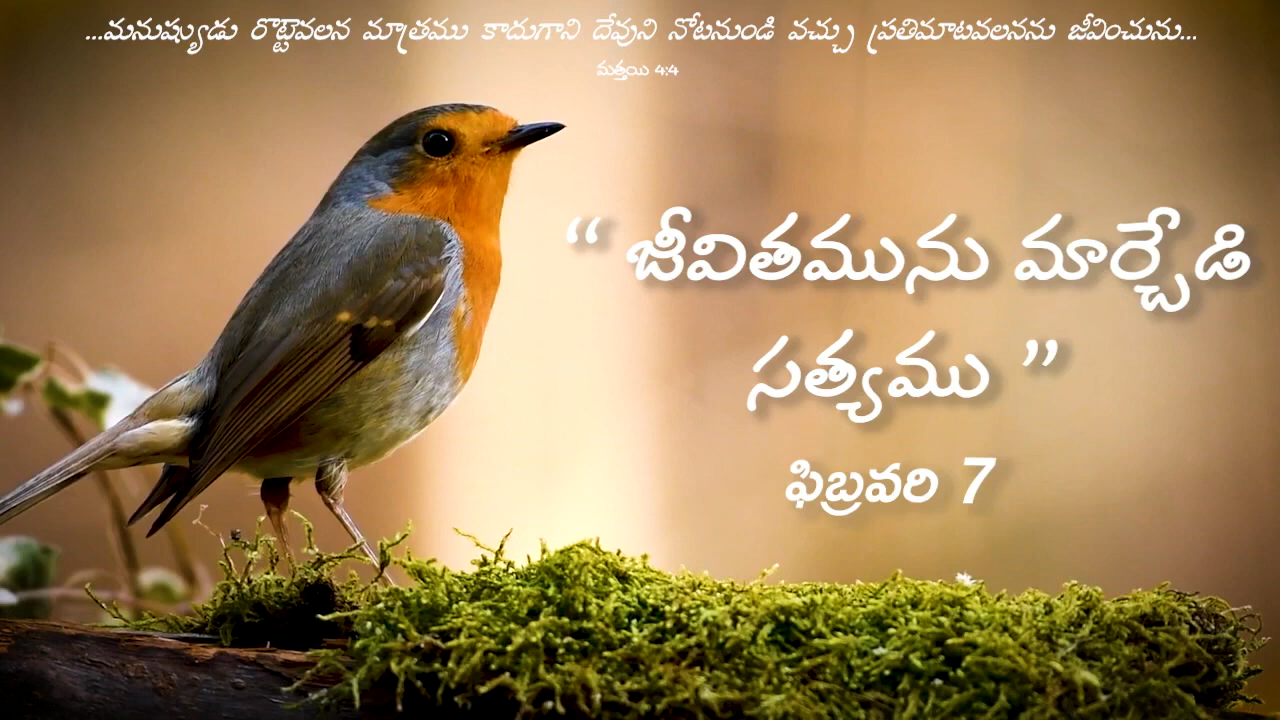 ...మనుష్యుడు రొట్టెవలన మాత్రము కాదుగాని దేవుని నోటనుండి వచ్చు ప్రతిమాటవలనను జీవించును...
మత్తయి 4:4
“ జీవితమును మార్చేడి
సత్యము ”
ఫిబ్రవరి 7